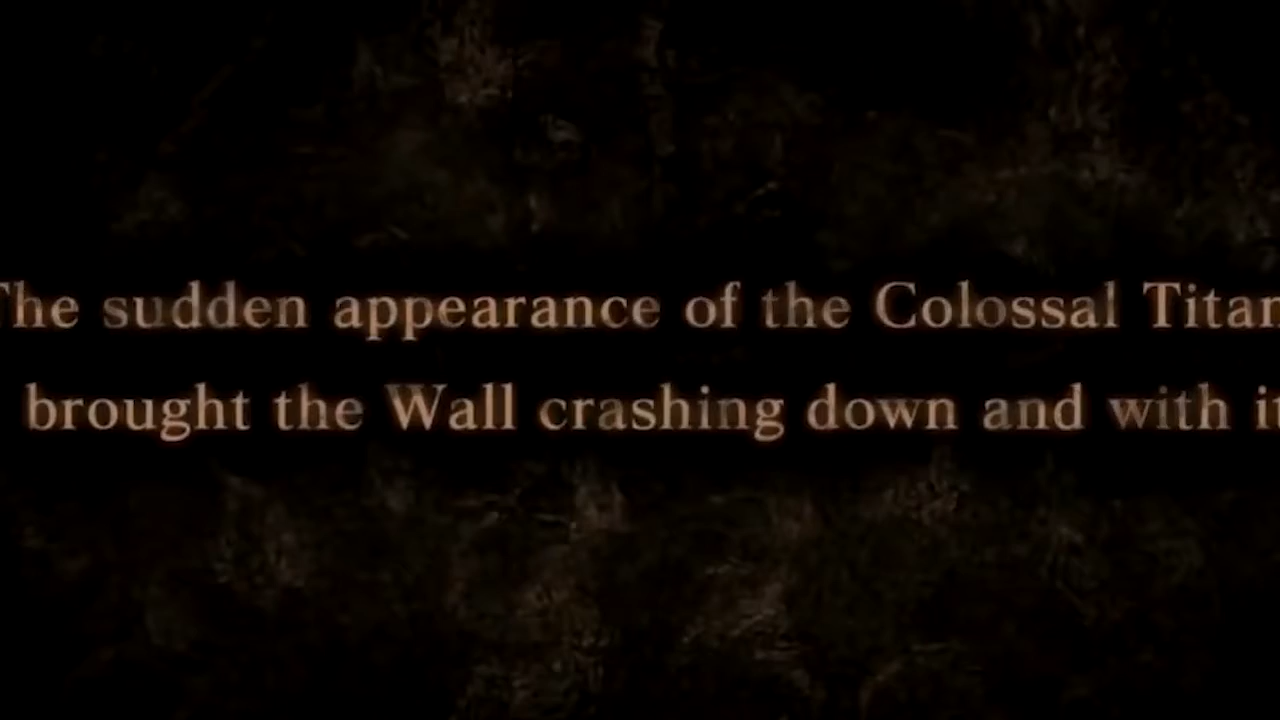 The sudden appearance of the Colossal Titan
brought the Wall crashing down and with it